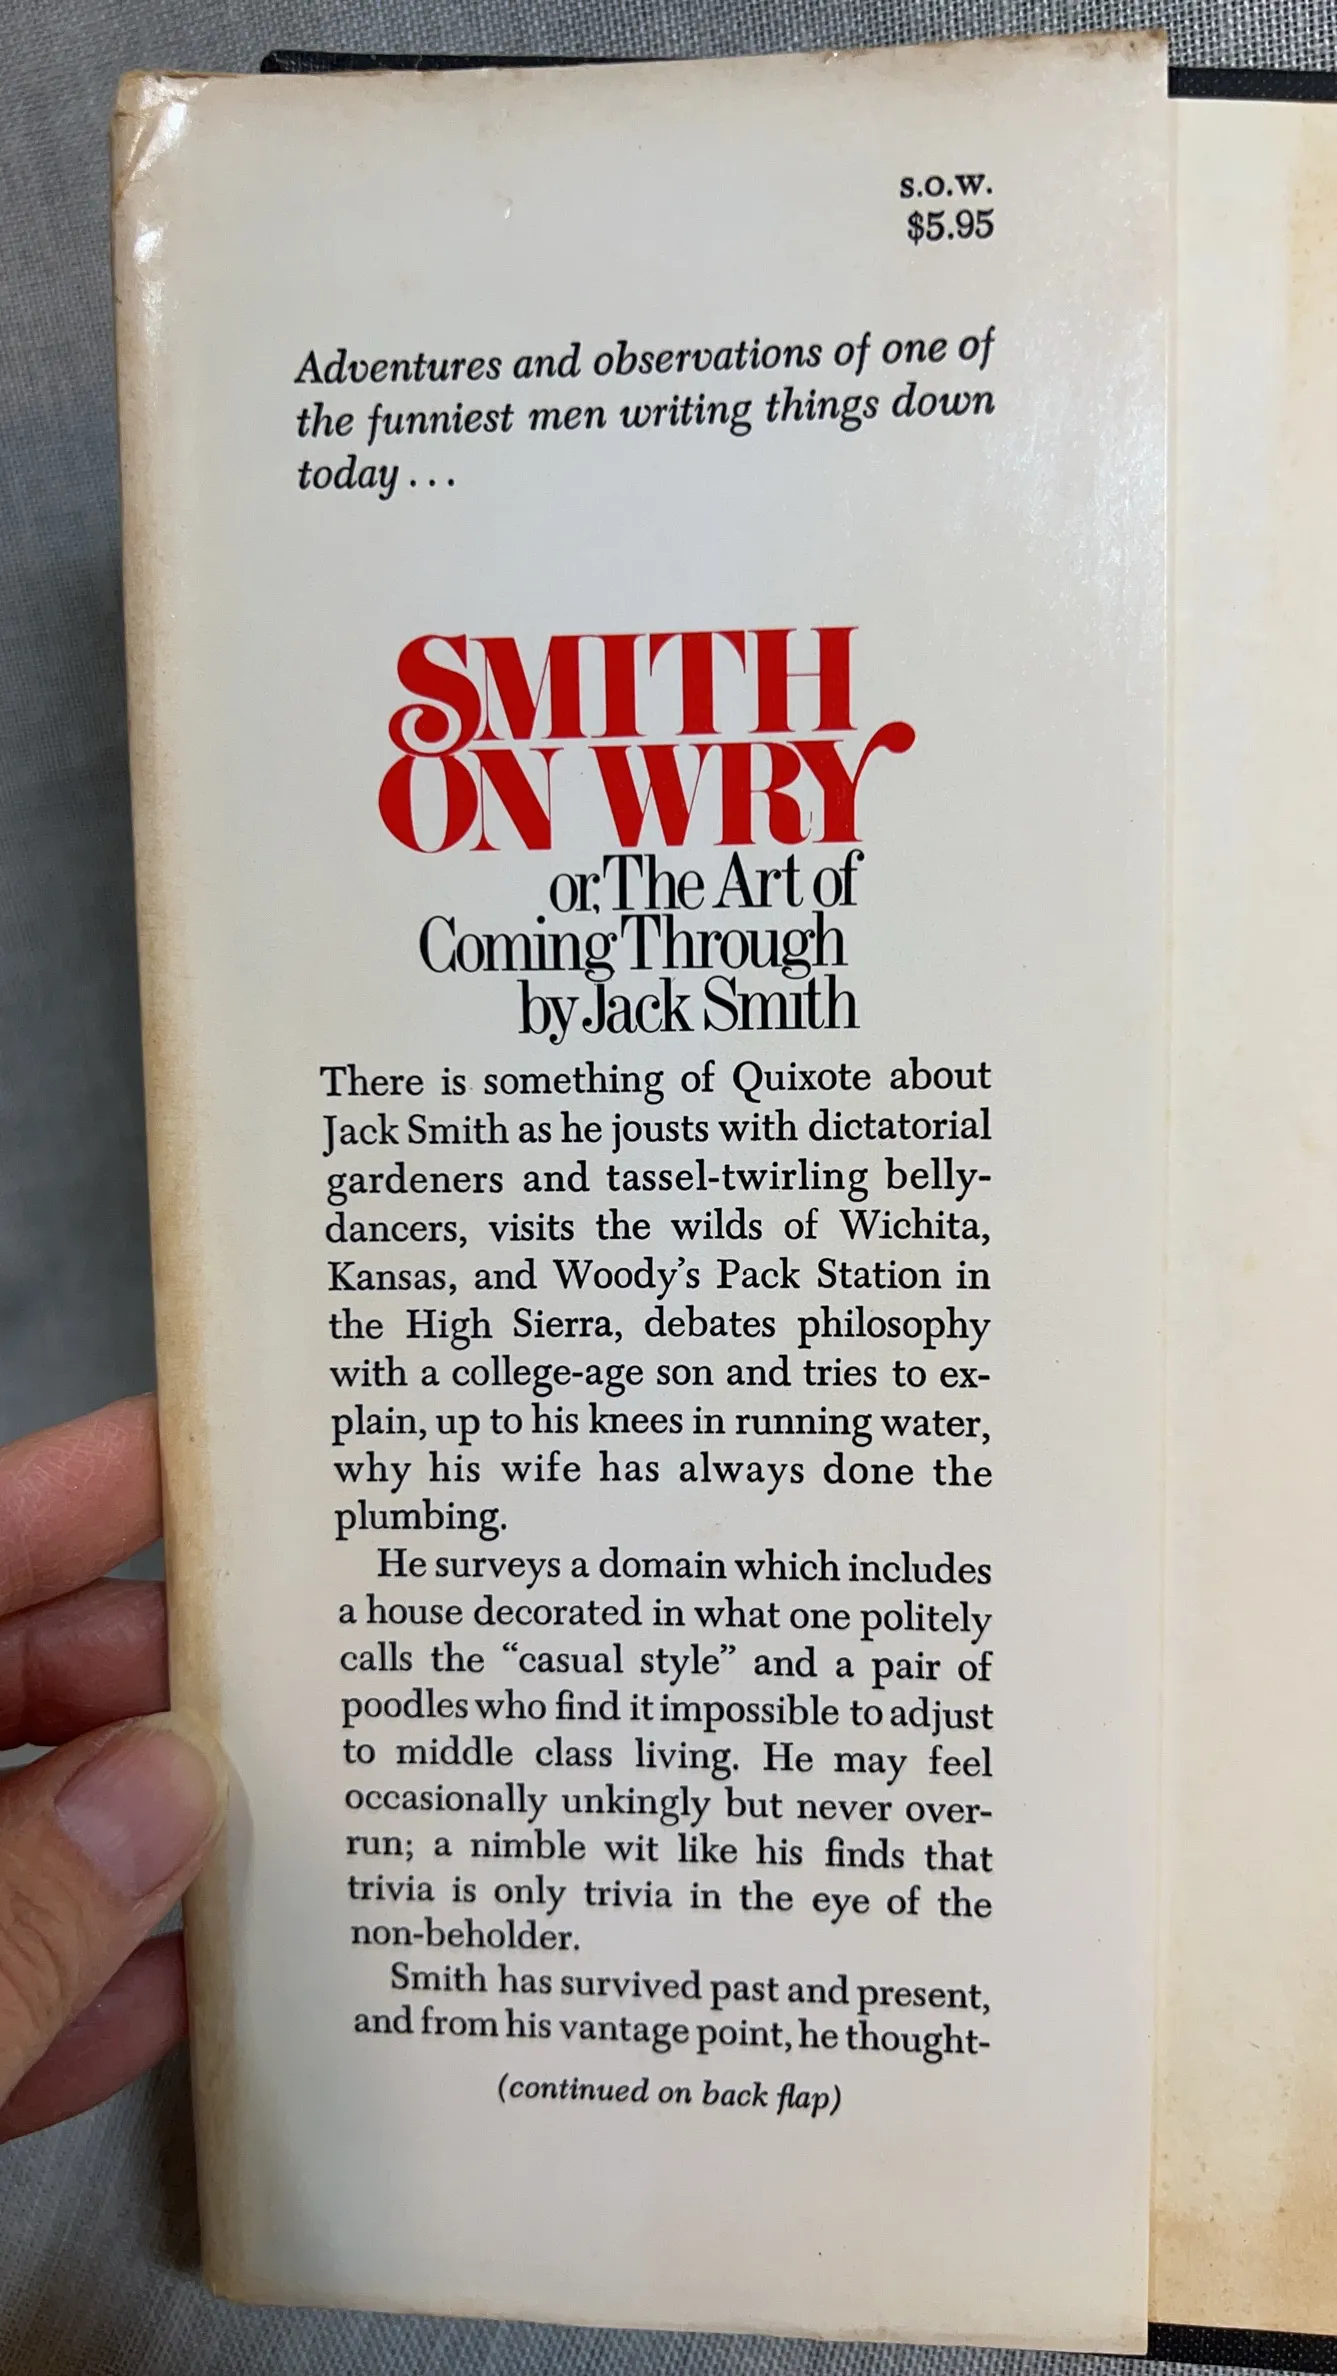 S.O.W.
$5.95
Adventures and observations of one of
the funniest men writing things down
today . . .
SMITH
ON WRY
or, The Art of
Coming Through
by Jack Smith
There is something of Quixote about
Jack Smith as he jousts with dictatorial
gardeners and tassel-twirling belly-
dancers, visits the wilds of Wichita,
Kansas, and Woody's Pack Station in
the High Sierra, debates philosophy
with a college-age son and tries to ex-
plain, up to his knees in running water,
why his wife has always done the
plumbing.
He surveys a domain which includes
a house decorated in what one politely
calls the “casual style” and a pair of
poodles who find it impossible to adjust
to middle class living. He may feel
occasionally unkingly but never over-
run; a nimble wit like his finds that
trivia is only trivia in the eye of the
non-beholder.
Smith has survived past and present,
and from his vantage point, he thought-
(continued on back flap)